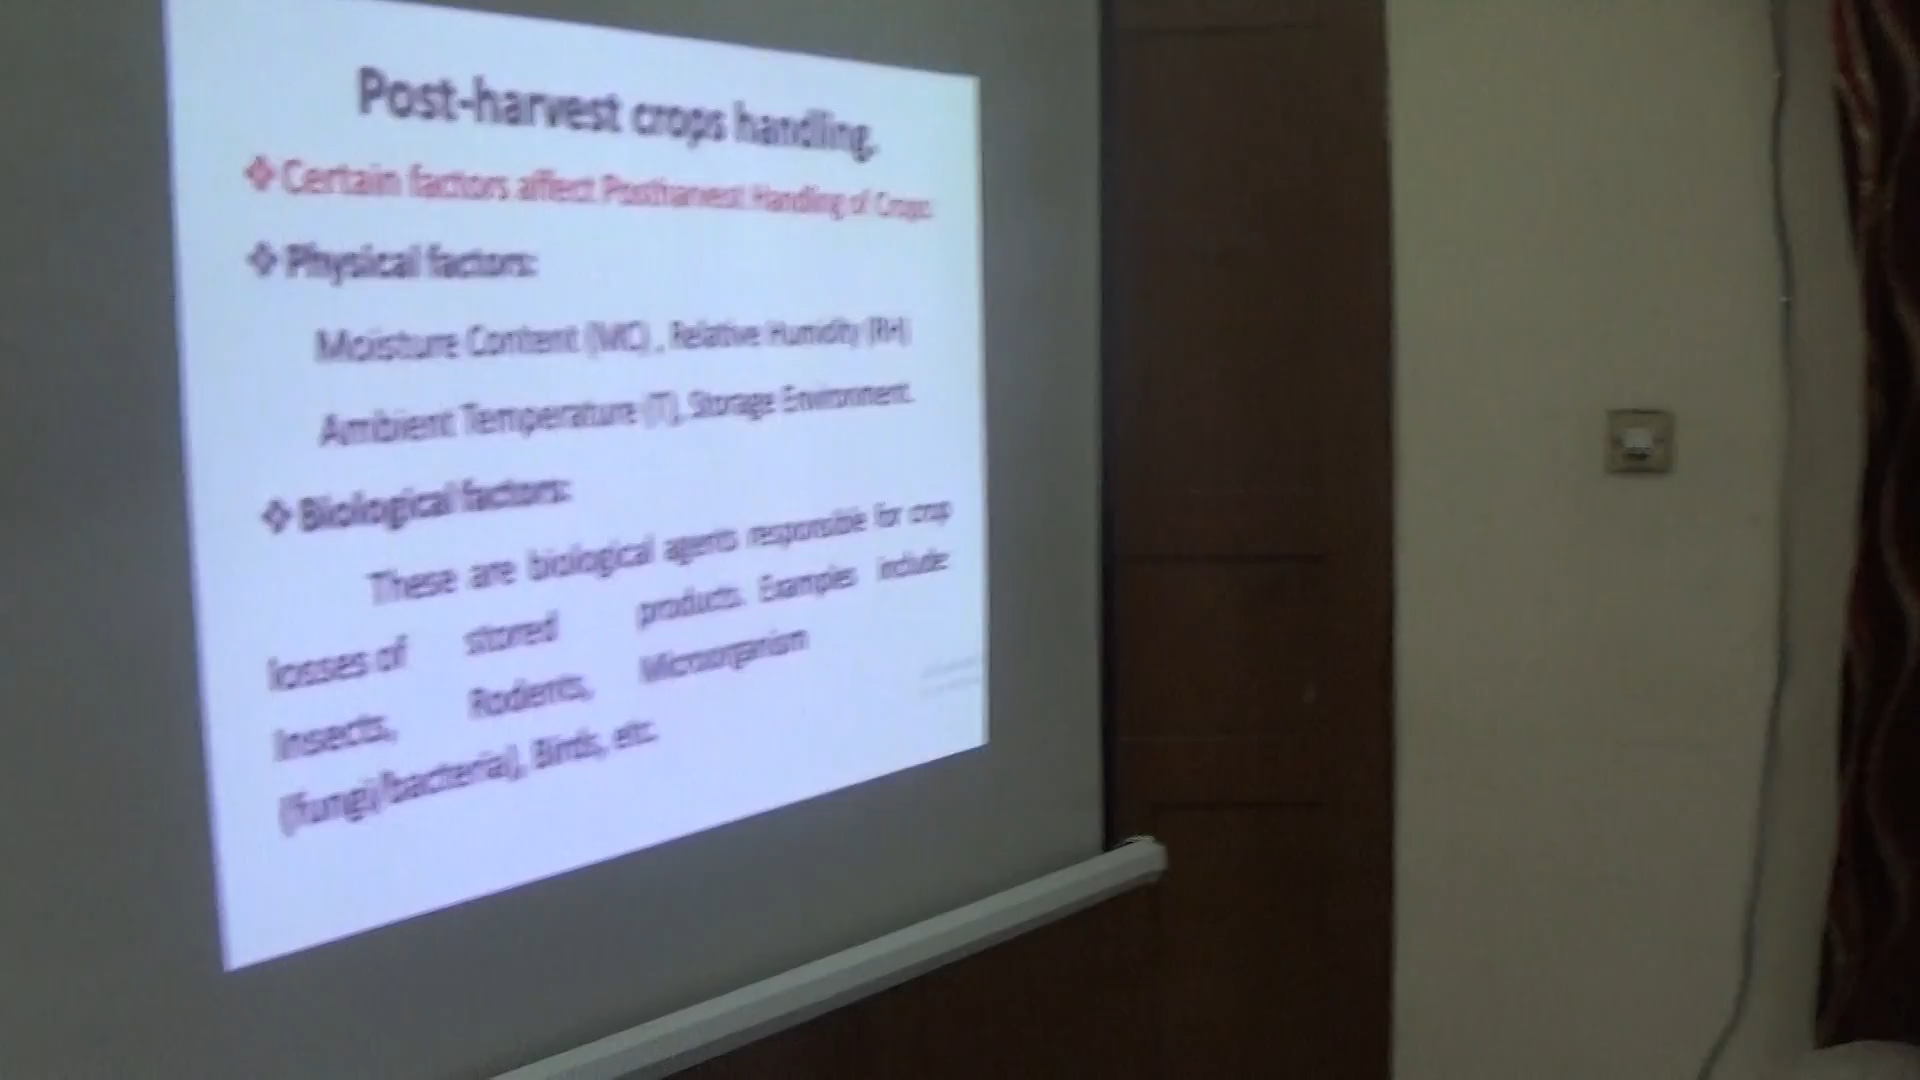 Post-harvest crops handling.
❖Certain factors affect Postharvest Handling of Crops
❖Physical factors:
Moisture Content (MC) , Relative Humidity (RH)
Ambient Temperature (T), Storage Environment.
❖Biological factors:
These are biological agents responsible for crop
losses of stored products. Examples include:
Insects, Rodents, Microorganism
(fungi/bacteria), Birds, etc.